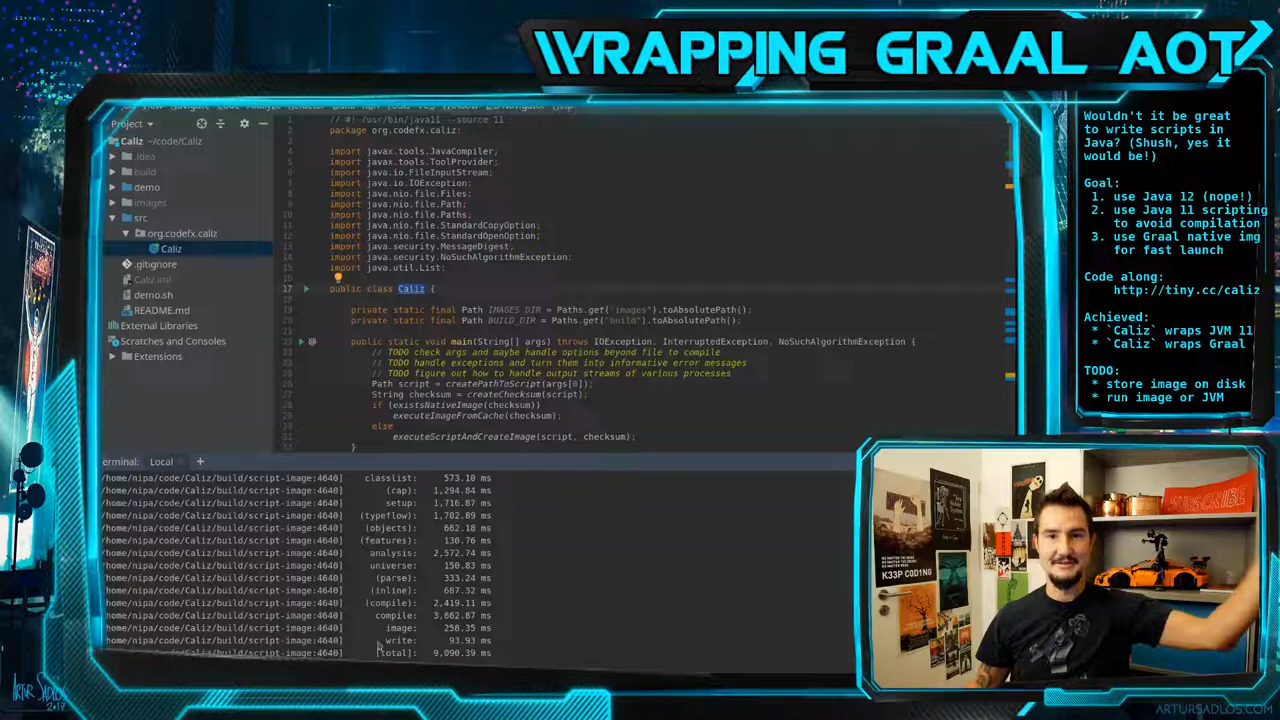 WRAPPING GRAAL AOT
Wouldn't it be great
to write scripts in
Java? (Shush, yes it
would be!)
Goal:
1. use Java 12 (nope!)
2. use Java 11 scripting
to avoid compilation
3. use Graal native img
for fast launch
Code along:
http://tiny.cc/caliz
Achieved:
* `Caliz` wraps JVM 11
* `Caliz` wraps Graal
TODO:
* store image on disk
* run image or JVM
Project
Caliz ~/code/Caliz
.idea
build
demo
images
src
org.codefx.caliz
Caliz
.gitignore
Caliz.iml
demo.sh
README.md
External Libraries
Scratches and Consoles
Extensions
// #! /usr/bin/java11 --source 11
package org.codefx.caliz;
import javax.tools.JavaCompiler;
import javax.tools.ToolProvider;
import java.io.FileInputStream;
import java.io.IOException;
import java.nio.file.Files;
import java.nio.file.Path;
import java.nio.file.Paths;
import java.nio.file.StandardCopyOption;
import java.nio.file.StandardOpenOption;
import java.security.MessageDigest;
import java.security.NoSuchAlgorithmException;
import java.util.List;
17 public class Caliz {
private static final Path IMAGES_DIR = Paths.get("images").toAbsolutePath();
private static final Path BUILD_DIR = Paths.get("build").toAbsolutePath();
public static void main(String[] args) throws IOException, InterruptedException, NoSuchAlgorithmException {
// TODO check args and maybe handle options beyond file to compile
// TODO handle exceptions and turn them into informative error messages
// TODO figure out how to handle output streams of various processes
Path script = createPathToScript(args[0]);
String checksum = createChecksum(script);
if (existsNativeImage(checksum))
executeImageFromCache(checksum);
else
executeScriptAndCreateImage(script, checksum);
}
erminal: Local +
/home/nipa/code/Caliz/build/script-image:4640] classlist: 573.10 ms
/home/nipa/code/Caliz/build/script-image:4640] (cap): 1,294.84 ms
/home/nipa/code/Caliz/build/script-image:4640] setup: 1,716.87 ms
/home/nipa/code/Caliz/build/script-image:4640] (typeflow): 1,702.89 ms
/home/nipa/code/Caliz/build/script-image:4640] (objects): 662.18 ms
/home/nipa/code/Caliz/build/script-image:4640] (features): 130.76 ms
/home/nipa/code/Caliz/build/script-image:4640] analysis: 2,572.74 ms
/home/nipa/code/Caliz/build/script-image:4640] universe: 150.83 ms
/home/nipa/code/Caliz/build/script-image:4640] (parse): 333.24 ms
/home/nipa/code/Caliz/build/script-image:4640] (inline): 687.32 ms
/home/nipa/code/Caliz/build/script-image:4640] (compile): 2,419.11 ms
/home/nipa/code/Caliz/build/script-image:4640] compile: 3,662.87 ms
/home/nipa/code/Caliz/build/script-image:4640] image: 258.35 ms
/home/nipa/code/Caliz/build/script-image:4640] write: 93.93 ms
/home/nipa/code/Caliz/build/script-image:4640] [total]: 9,090.39 ms
SUBSCRIBE
K33P C0D1NG
ARTUR SADLOS
2017
ARTURSADLOS.COM